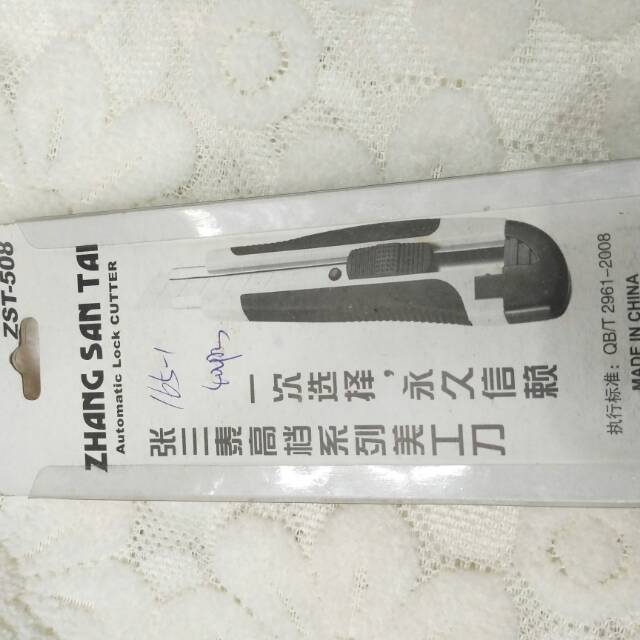 ZST-508
ZHANG SAN TAI
Automatic Lock CUTTER
一次选择，永久信赖
张三泰高档系列美工刀
执行标准：QB/T 2961-2008
MADE IN CHINA